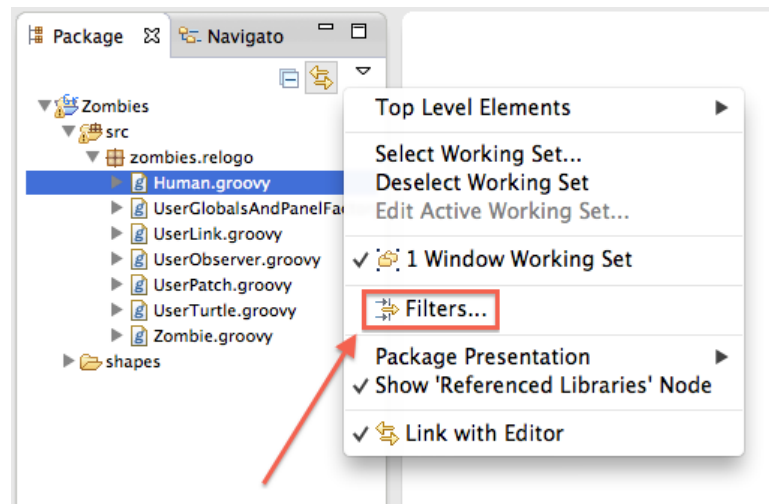 Package Navigato
Zombies
src
zombies.relogo
Human.groovy
UserGlobalsAndPanelFa
UserLink.groovy
UserObserver.groovy
UserPatch.groovy
UserTurtle.groovy
Zombie.groovy
shapes
Top Level Elements
Select Working Set...
Deselect Working Set
Edit Active Working Set...
1 Window Working Set
Filters...
Package Presentation
Show 'Referenced Libraries' Node
Link with Editor